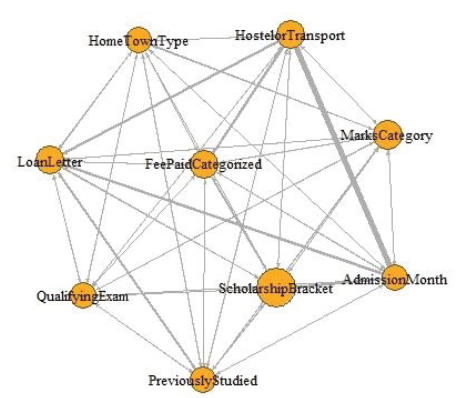 HomeTownType
HostelorTransport
MarksCategory
LoanLetter
FeePaidCategorized
QualifyingExam
ScholarshipBracket
AdmissionMonth
PreviouslyStudied